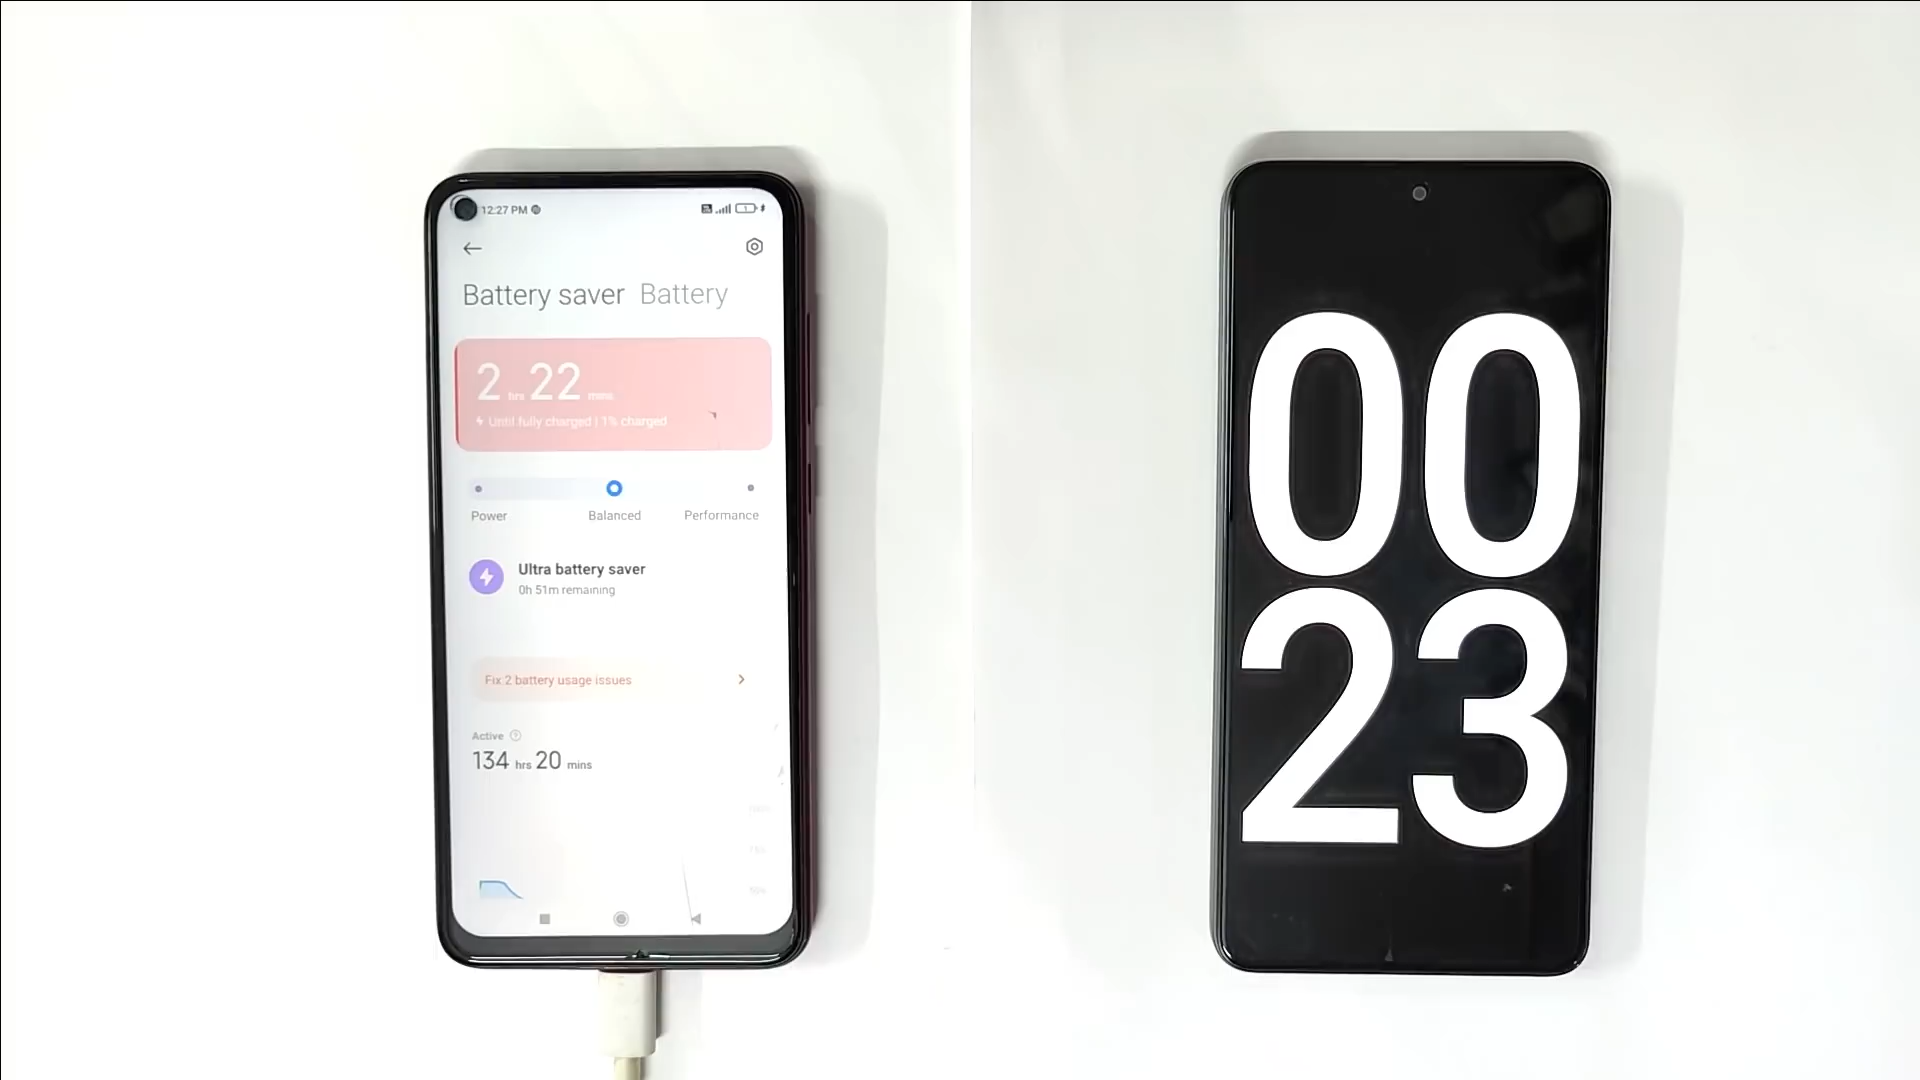 12:27 PM
1
Battery saver Battery
2 hrs 22 mins
Until fully charged | 1% charged
Power Balanced Performance
Ultra battery saver
0h 51m remaining
Fix 2 battery usage issues
Active
134 hrs 20 mins
00
23